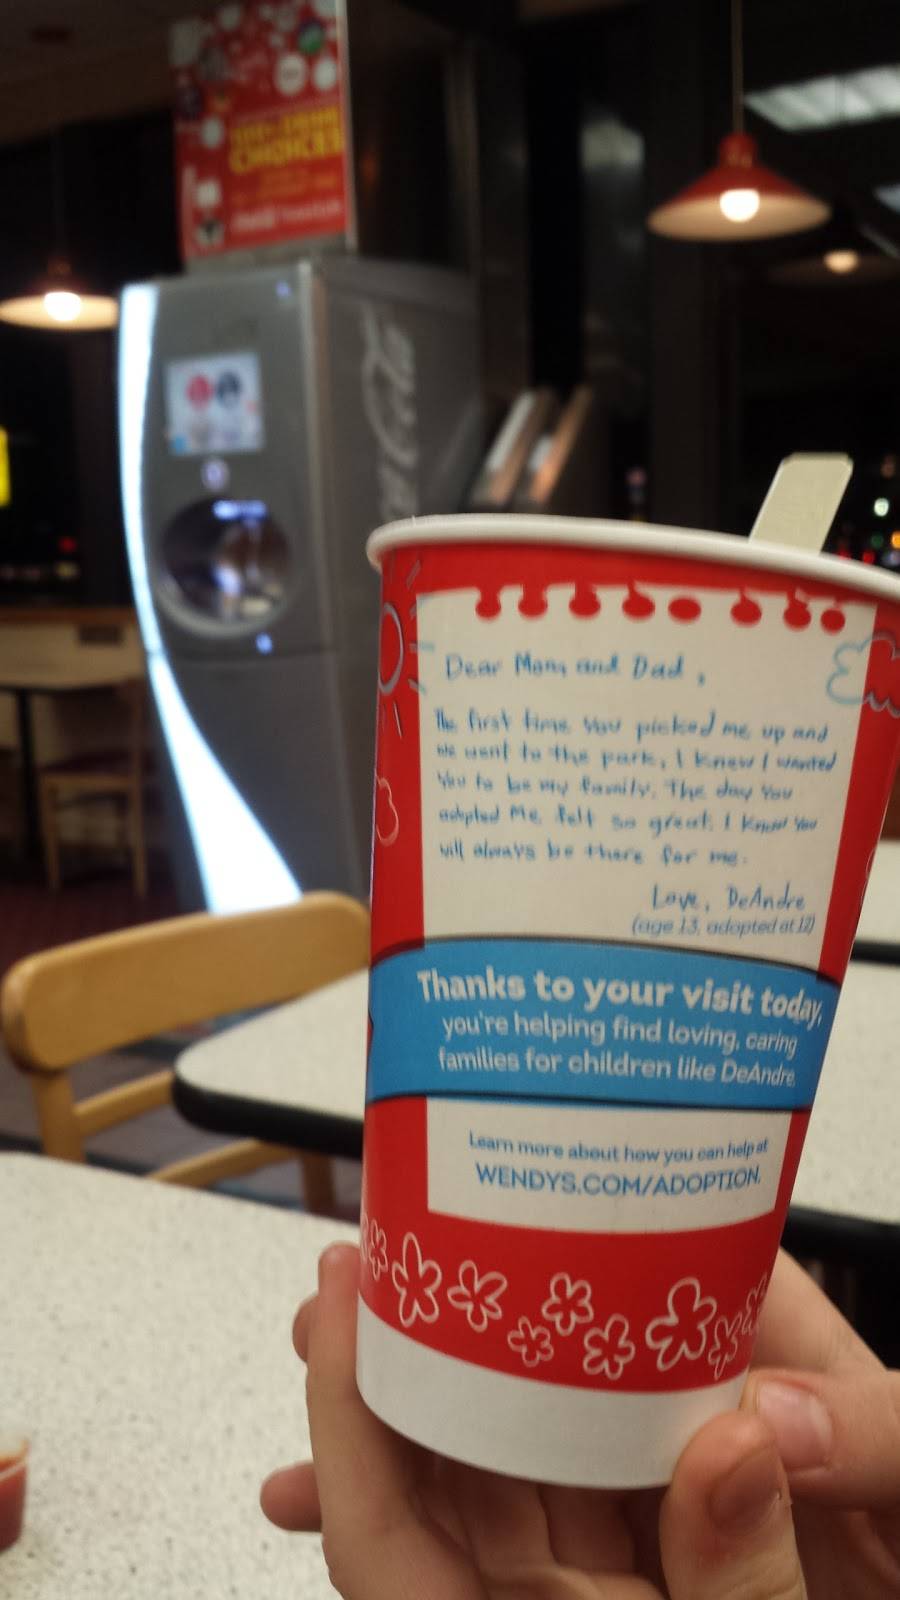 CHOICES
Coca-Cola
Dear Mom and Dad,
The first time you picked me up and
we went to the park, I knew I wanted
you to be my family. The day you
adopted me felt so great. I know you
will always be there for me.
Love, DeAndre
(age 13, adopted at 12)
Thanks to your visit today,
you're helping find loving, caring
families for children like DeAndre.
Learn more about how you can help at
WENDYS.COM/ADOPTION.